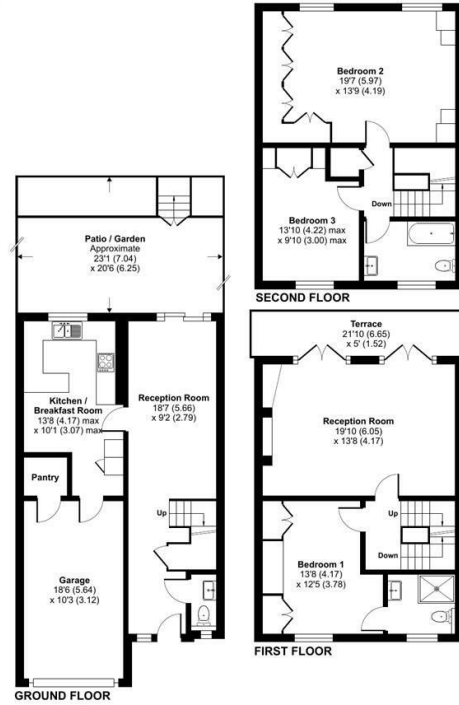 Bedroom 2
19'7 (5.97)
x 13'9 (4.19)
Down
Bedroom 3
13'10 (4.22) max
x 9'10 (3.00) max
SECOND FLOOR
Patio / Garden
Approximate
23'1 (7.04)
x 20'6 (6.25)
Kitchen /
Breakfast Room
13'8 (4.17) max
x 10'1 (3.07) max
Reception Room
18'7 (5.66)
x 9'2 (2.79)
Pantry
Up
Garage
18'6 (5.64)
x 10'3 (3.12)
GROUND FLOOR
Terrace
21'10 (6.65)
x 5' (1.52)
Reception Room
19'10 (6.05)
x 13'8 (4.17)
Up
Down
Bedroom 1
13'8 (4.17)
x 12'5 (3.78)
FIRST FLOOR